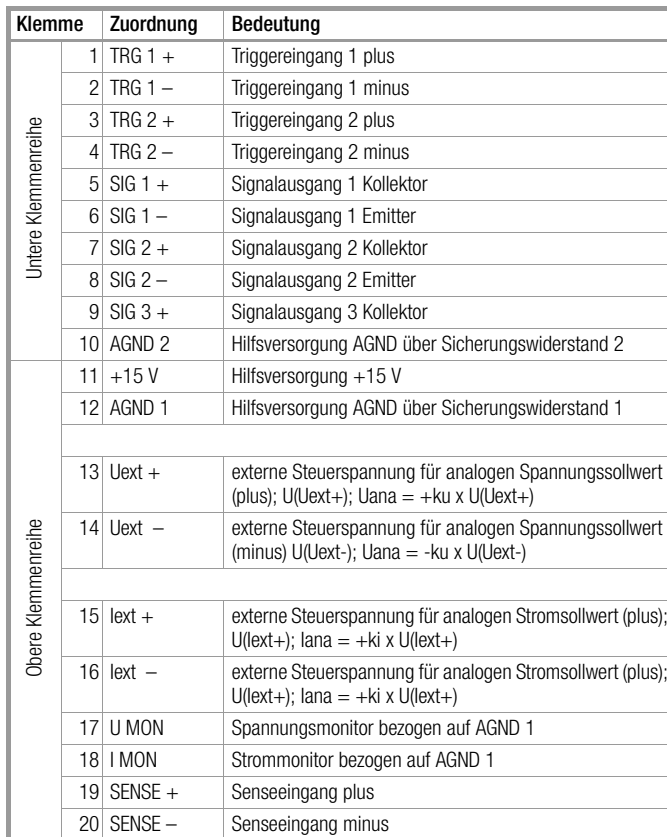 Klemme Zuordnung Bedeutung
Untere Klemmenreihe
1 TRG 1 + Triggereingang 1 plus
2 TRG 1 – Triggereingang 1 minus
3 TRG 2 + Triggereingang 2 plus
4 TRG 2 – Triggereingang 2 minus
5 SIG 1 + Signalausgang 1 Kollektor
6 SIG 1 – Signalausgang 1 Emitter
7 SIG 2 + Signalausgang 2 Kollektor
8 SIG 2 – Signalausgang 2 Emitter
9 SIG 3 + Signalausgang 3 Kollektor
10 AGND 2 Hilfsversorgung AGND über Sicherungswiderstand 2
Obere Klemmenreihe
11 +15 V Hilfsversorgung +15 V
12 AGND 1 Hilfsversorgung AGND über Sicherungswiderstand 1
13 Uext + externe Steuerspannung für analogen Spannungssollwert
(plus); U(Uext+); Uana = +ku x U(Uext+)
14 Uext – externe Steuerspannung für analogen Spannungssollwert
(minus) U(Uext-); Uana = -ku x U(Uext-)
15 Iext + externe Steuerspannung für analogen Stromsollwert (plus);
U(Iext+); Iana = +ki x U(Iext+)
16 Iext – externe Steuerspannung für analogen Stromsollwert (plus);
U(Iext+); Iana = +ki x U(Iext+)
17 U MON Spannungsmonitor bezogen auf AGND 1
18 I MON Strommonitor bezogen auf AGND 1
19 SENSE + Senseeingang plus
20 SENSE – Senseeingang minus